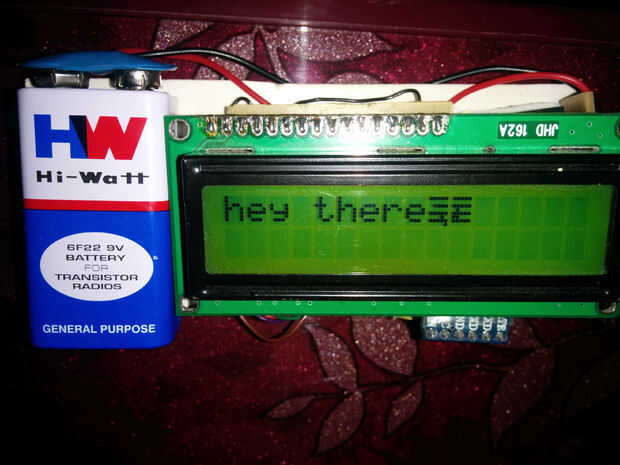 HW
Hi-Watt
6F22 9V
BATTERY
FOR
TRANSISTOR
RADIOS
GENERAL PURPOSE
JHD 162A
hey there